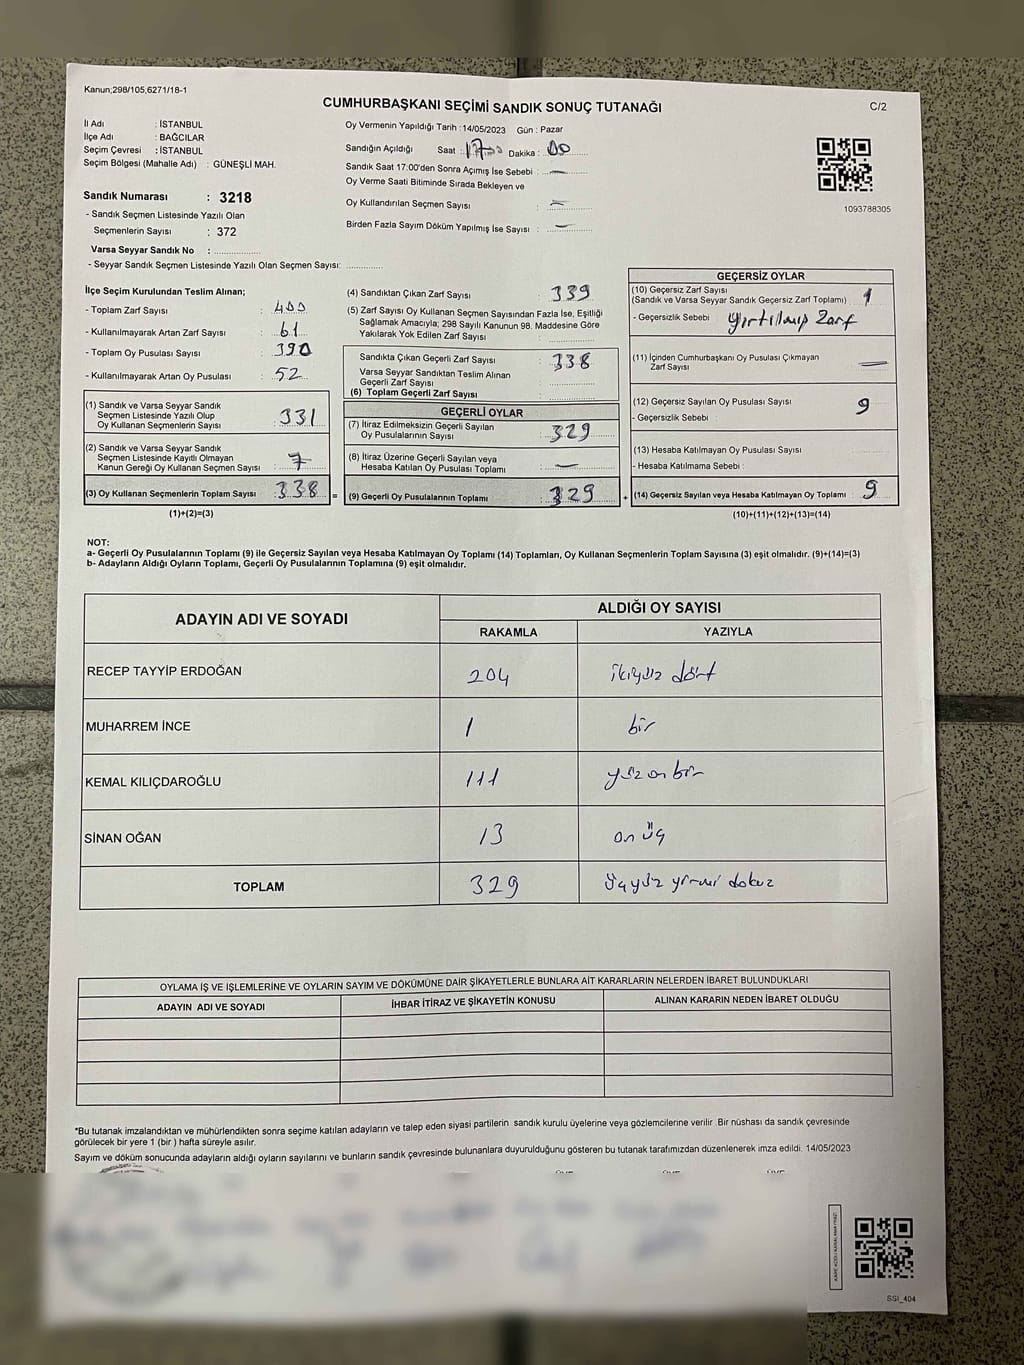 Kanun;298/105,6271/18-1
CUMHURBAŞKANI SEÇİMİ SANDIK SONUÇ TUTANAĞI
C/2
İl Adı : İSTANBUL
İlçe Adı : BAĞCILAR
Seçim Çevresi : İSTANBUL
Seçim Bölgesi (Mahalle Adı) : GÜNEŞLİ MAH.
Sandık Numarası : 3218
- Sandık Seçmen Listesinde Yazılı Olan
Seçmenlerin Sayısı : 372
Varsa Seyyar Sandık No :
- Seyyar Sandık Seçmen Listesinde Yazılı Olan Seçmen Sayısı:
Oy Vermenin Yapıldığı Tarih :14/05/2023 Gün : Pazar
Sandığın Açıldığı Saat : 17:00 Dakika : 00
Sandık Saat 17:00'den Sonra Açımış İse Sebebi : —
Oy Verme Saati Bitiminde Sırada Bekleyen ve
Oy Kullandırılan Seçmen Sayısı : —
Birden Fazla Sayım Döküm Yapılmış İse Sayısı : —
1093788305
İlçe Seçim Kurulundan Teslim Alınan;
- Toplam Zarf Sayısı : 400
- Kullanılmayarak Artan Zarf Sayısı : 61
- Toplam Oy Pusulası Sayısı : 390
- Kullanılmayarak Artan Oy Pusulası : 52
(1) Sandık ve Varsa Seyyar Sandık
Seçmen Listesinde Yazılı Olup
Oy Kullanan Seçmenlerin Sayısı : 331
(2) Sandık ve Varsa Seyyar Sandık
Seçmen Listesinde Kayıtlı Olmayan
Kanun Gereği Oy Kullanan Seçmen Sayısı : 7
(3) Oy Kullanan Seçmenlerin Toplam Sayısı : 338 =
(1)+(2)=(3)
(4) Sandıktan Çıkan Zarf Sayısı : 339
(5) Zarf Sayısı Oy Kullanan Seçmen Sayısından Fazla İse, Eşitliği
Sağlamak Amacıyla; 298 Sayılı Kanunun 98. Maddesine Göre
Yakılarak Yok Edilen Zarf Sayısı :
Sandıkta Çıkan Geçerli Zarf Sayısı : 338
Varsa Seyyar Sandıktan Teslim Alınan
Geçerli Zarf Sayısı :
(6) Toplam Geçerli Zarf Sayısı :
GEÇERLİ OYLAR
(7) İtiraz Edilmeksizin Geçerli Sayılan
Oy Pusulalarının Sayısı : 329
(8) İtiraz Üzerine Geçerli Sayılan veya
Hesaba Katılan Oy Pusulası Toplamı : —
(9) Geçerli Oy Pusulalarının Toplamı : 329 +
GEÇERSİZ OYLAR
(10) Geçersiz Zarf Sayısı
(Sandık ve Varsa Seyyar Sandık Geçersiz Zarf Toplamı) : 1
- Geçersizlik Sebebi : Yırtılmış Zarf
(11) İçinden Cumhurbaşkanı Oy Pusulası Çıkmayan
Zarf Sayısı : —
(12) Geçersiz Sayılan Oy Pusulası Sayısı : 9
- Geçersizlik Sebebi :
(13) Hesaba Katılmayan Oy Pusulası Sayısı :
- Hesaba Katılmama Sebebi :
(14) Geçersiz Sayılan veya Hesaba Katılmayan Oy Toplamı : 9
(10)+(11)+(12)+(13)=(14)
NOT:
a- Geçerli Oy Pusulalarının Toplamı (9) ile Geçersiz Sayılan veya Hesaba Katılmayan Oy Toplamı (14) Toplamları, Oy Kullanan Seçmenlerin Toplam Sayısına (3) eşit olmalıdır. (9)+(14)=(3)
b- Adayların Aldığı Oyların Toplamı, Geçerli Oy Pusulalarının Toplamına (9) eşit olmalıdır.
ADAYIN ADI VE SOYADI
ALDIĞI OY SAYISI
RAKAMLA YAZIYLA
RECEP TAYYİP ERDOĞAN 204 ikiyüz dört
MUHARREM İNCE 1 bir
KEMAL KILIÇDAROĞLU 111 yüz on bir
SİNAN OĞAN 13 on üç
TOPLAM 329 üçyüz yirmi dokuz
OYLAMA İŞ VE İŞLEMLERİNE VE OYLARIN SAYIM VE DÖKÜMÜNE DAİR ŞİKAYETLERLE BUNLARA AİT KARARLARIN NELERDEN İBARET BULUNDUKLARI
ADAYIN ADI VE SOYADI İHBAR İTİRAZ VE ŞİKAYETİN KONUSU ALINAN KARARIN NEDEN İBARET OLDUĞU
*Bu tutanak imzalandıktan ve mühürlendikten sonra seçime katılan adayların ve talep eden siyasi partilerin sandık kurulu üyelerine veya gözlemcilerine verilir .Bir nüshası da sandık çevresinde
görülecek bir yere 1 (bir ) hafta süreyle asılır.
Sayım ve döküm sonucunda adayların aldığı oyların sayılarını ve bunların sandık çevresinde bulunanlara duyurulduğunu gösteren bu tutanak tarafımızdan düzenlenerek imza edildi. 14/05/2023
SSI_404